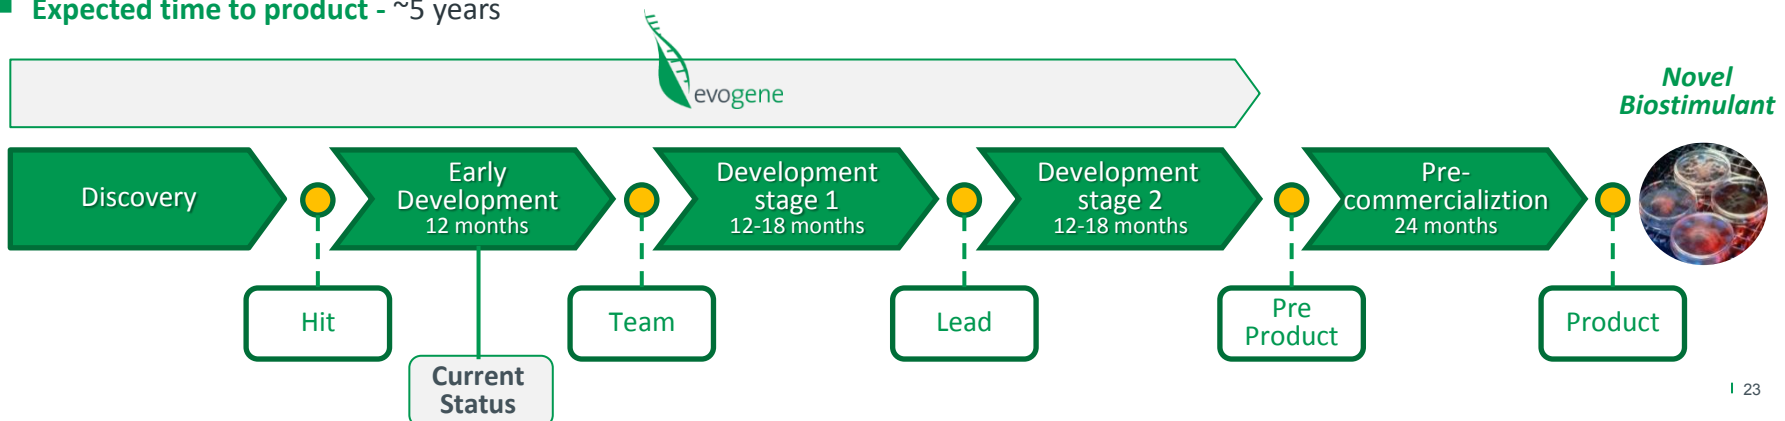 Expected time to product - ~5 years
evogene
Novel
Biostimulant
Discovery
Early
Development
12 months
Development
stage 1
12-18 months
Development
stage 2
12-18 months
Pre-
commercializtion
24 months
Hit
Team
Lead
Pre
Product
Product
Current
Status
23